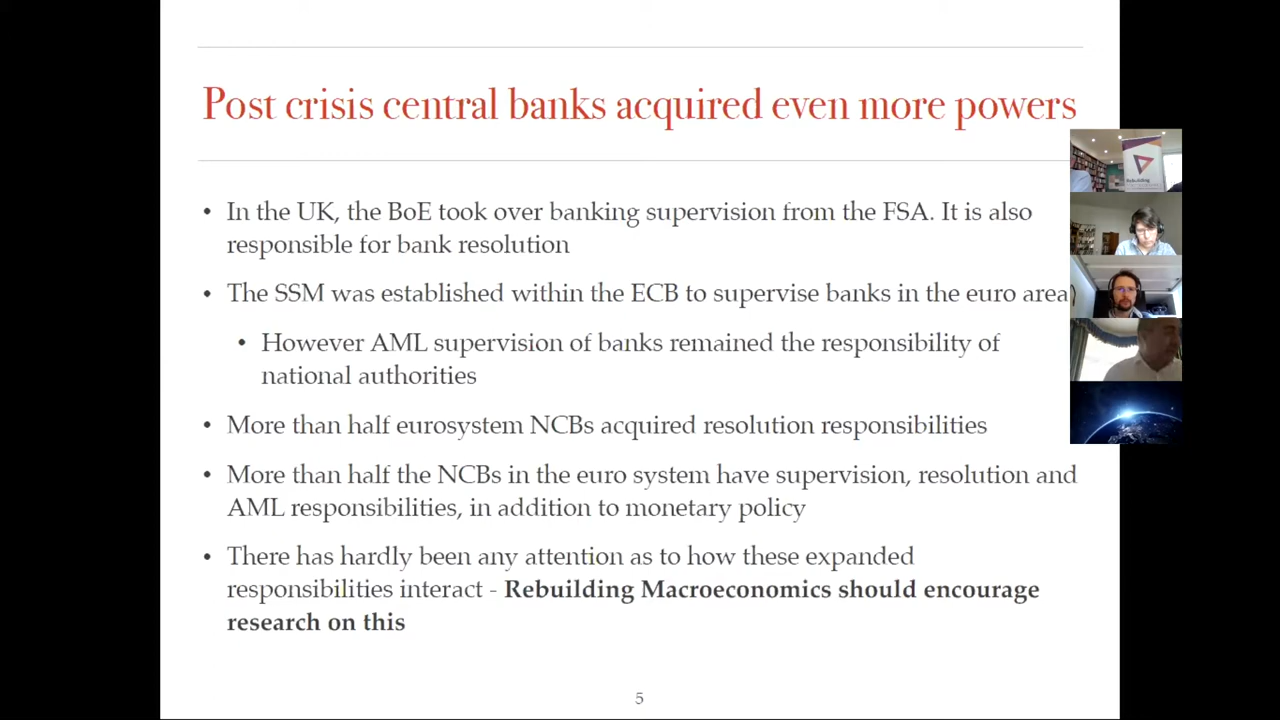 Post crisis central banks acquired even more powers
• In the UK, the BoE took over banking supervision from the FSA. It is also
responsible for bank resolution
• The SSM was established within the ECB to supervise banks in the euro area
• However AML supervision of banks remained the responsibility of
national authorities
• More than half eurosystem NCBs acquired resolution responsibilities
• More than half the NCBs in the euro system have supervision, resolution and
AML responsibilities, in addition to monetary policy
• There has hardly been any attention as to how these expanded
responsibilities interact - Rebuilding Macroeconomics should encourage
research on this
5